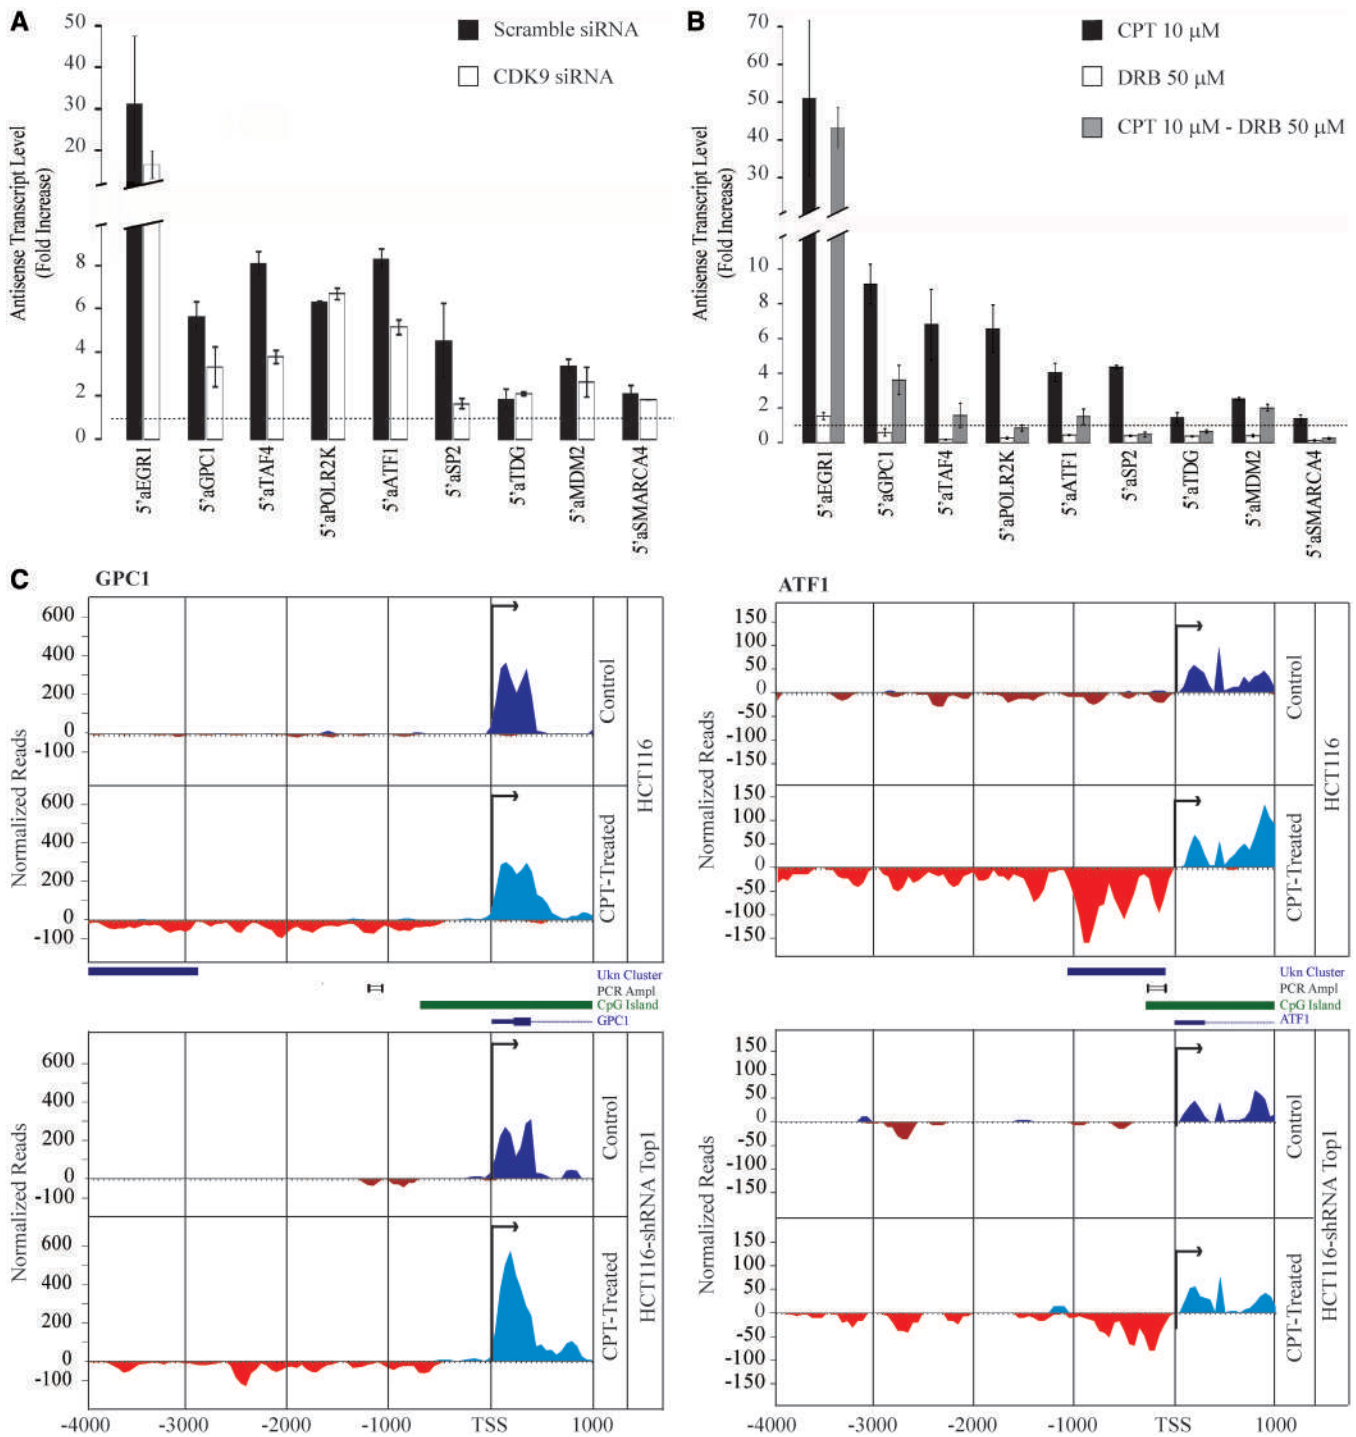 A
Scramble siRNA
CDK9 siRNA
Antisense Transcript Level
(Fold Increase)
50
40
30
20
8
6
4
2
0
5'aEGR1
5'aGPC1
5'aTAF4
5'aPOLR2K
5'aATF1
5'aSP2
5'aTDG
5'aMDM2
5'aSMARCA4
B
CPT 10 µM
DRB 50 µM
CPT 10 µM - DRB 50 µM
Antisense Transcript Level
(Fold Increase)
70
60
50
40
30
10
8
6
4
2
0
5'aEGR1
5'aGPC1
5'aTAF4
5'aPOLR2K
5'aATF1
5'aSP2
5'aTDG
5'aMDM2
5'aSMARCA4
C
GPC1
Normalized Reads
600
400
200
0
-100
Control
600
400
200
0
-100
CPT-Treated
HCT116
Ukn Cluster
PCR Ampl
CpG Island
GPC1
Normalized Reads
600
400
200
0
-100
Control
600
400
200
0
-100
CPT-Treated
HCT116-shRNA Top1
-4000 -3000 -2000 -1000 TSS 1000
ATF1
Normalized Reads
150
100
50
0
-50
-100
-150
Control
150
100
50
0
-50
-100
-150
CPT-Treated
HCT116
Ukn Cluster
PCR Ampl
CpG Island
ATF1
Normalized Reads
150
100
50
0
-50
-100
-150
Control
150
100
50
0
-50
-100
-150
CPT-Treated
HCT116-shRNA Top1
-4000 -3000 -2000 -1000 TSS 1000